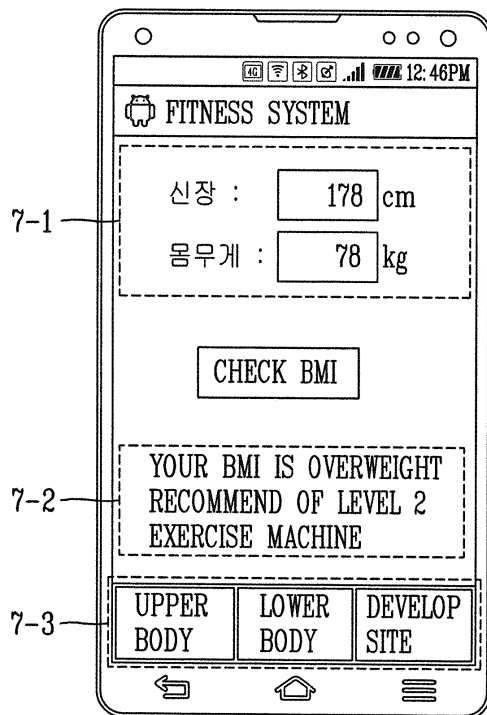 4G 12:46PM
FITNESS SYSTEM
신장 : 178 cm
몸무게 : 78 kg
7-1
CHECK BMI
YOUR BMI IS OVERWEIGHT
RECOMMEND OF LEVEL 2
EXERCISE MACHINE
7-2
UPPER BODY
LOWER BODY
DEVELOP SITE
7-3